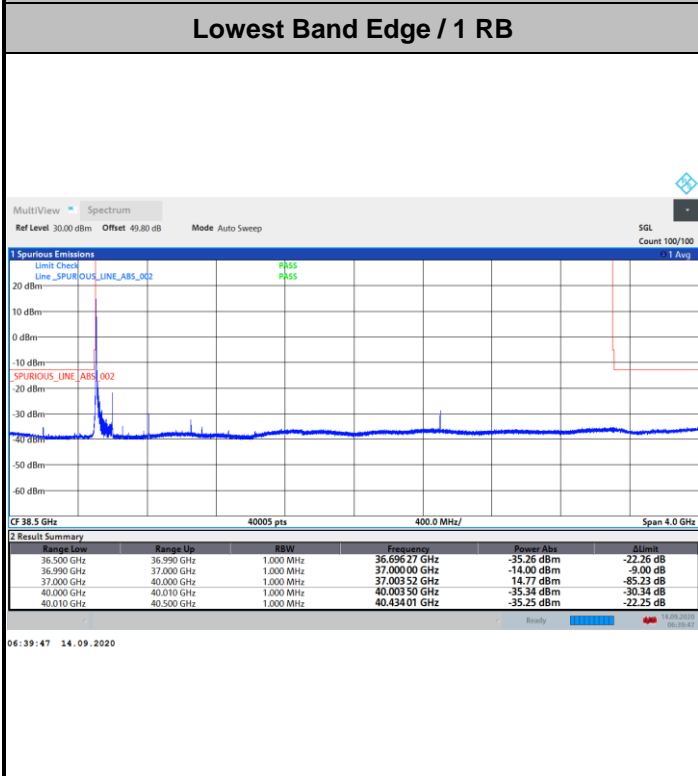 Lowest Band Edge / 1 RB
MultiView Spectrum
Ref Level 30.00 dBm Offset 49.80 dB Mode Auto Sweep SGL
Count 100/100
1 Spurious Emissions 1 Avg
Limit Check PASS
Line _SPURIOUS_LINE_ABS_002 PASS
20 dBm
10 dBm
0 dBm
-10 dBm
_SPURIOUS_LINE_ABS_002
-20 dBm
-30 dBm
-40 dBm
-50 dBm
-60 dBm
CF 38.5 GHz 40005 pts 400.0 MHz/ Span 4.0 GHz
2 Result Summary
Range Low Range Up RBW Frequency Power Abs ΔLimit
36.500 GHz 36.990 GHz 1.000 MHz 36.696 27 GHz -35.26 dBm -22.26 dB
36.990 GHz 37.000 GHz 1.000 MHz 37.000 00 GHz -14.00 dBm -9.00 dB
37.000 GHz 40.000 GHz 1.000 MHz 37.003 52 GHz 14.77 dBm -85.23 dB
40.000 GHz 40.010 GHz 1.000 MHz 40.003 50 GHz -35.34 dBm -30.34 dB
40.010 GHz 40.500 GHz 1.000 MHz 40.434 01 GHz -35.25 dBm -22.25 dB
Ready 14.09.2020
06:39:47
06:39:47 14.09.2020